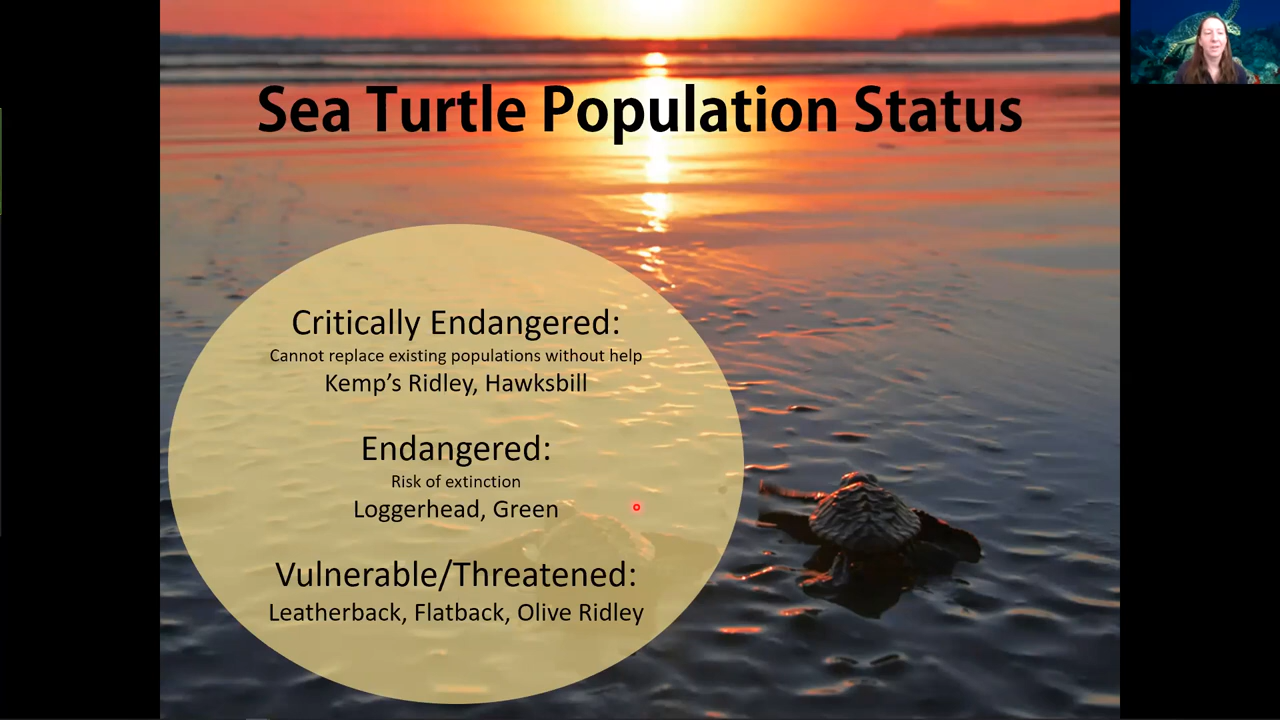 Sea Turtle Population Status
Critically Endangered:
Cannot replace existing populations without help
Kemp’s Ridley, Hawksbill
Endangered:
Risk of extinction
Loggerhead, Green
Vulnerable/Threatened:
Leatherback, Flatback, Olive Ridley